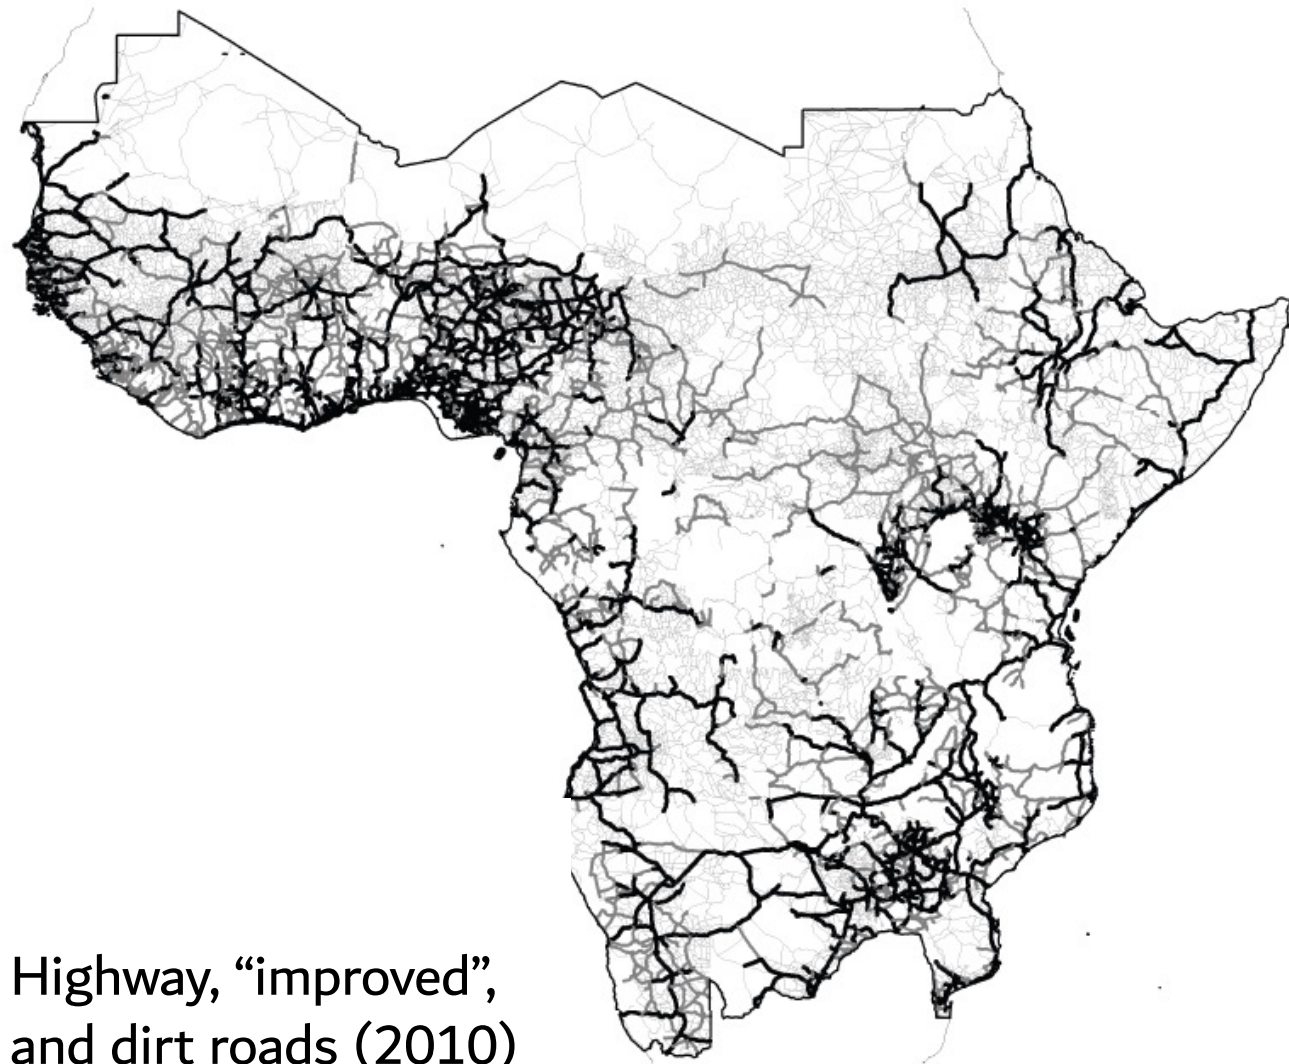 Highway, “improved”,
and dirt roads (2010)